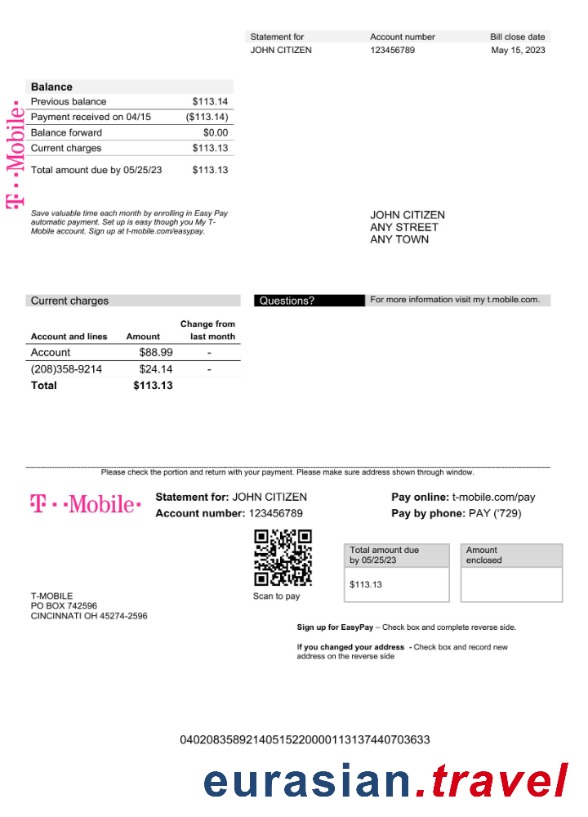 Statement for Account number Bill close date
JOHN CITIZEN 123456789 May 15, 2023
T··Mobile·
Balance
Previous balance $113.14
Payment received on 04/15 ($113.14)
Balance forward $0.00
Current charges $113.13
Total amount due by 05/25/23 $113.13
Save valuable time each month by enrolling in Easy Pay
automatic payment. Set up is easy though you My T-
Mobile account. Sign up at t-mobile.com/easypay.
JOHN CITIZEN
ANY STREET
ANY TOWN
Current charges
Questions? For more information visit my t.mobile.com.
Account and lines Amount Change from
last month
Account $88.99 -
(208)358-9214 $24.14 -
Total $113.13
Please check the portion and return with your payment. Please make sure address shown through window.
T··Mobile·
Statement for: JOHN CITIZEN
Account number: 123456789
Pay online: t-mobile.com/pay
Pay by phone: PAY ('729)
Scan to pay
Total amount due
by 05/25/23
$113.13
Amount
enclosed
T-MOBILE
PO BOX 742596
CINCINNATI OH 45274-2596
Sign up for EasyPay – Check box and complete reverse side.
If you changed your address - Check box and record new
address on the reverse side
04020835892140515220000113137440703633
eurasian.travel